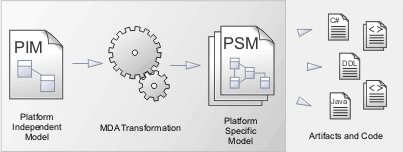 PIM
PSM
C#
<>
DDL
Java
<>
Platform
Independent
Model
MDA Transformation
Platform
Specific
Model
Artifacts and Code